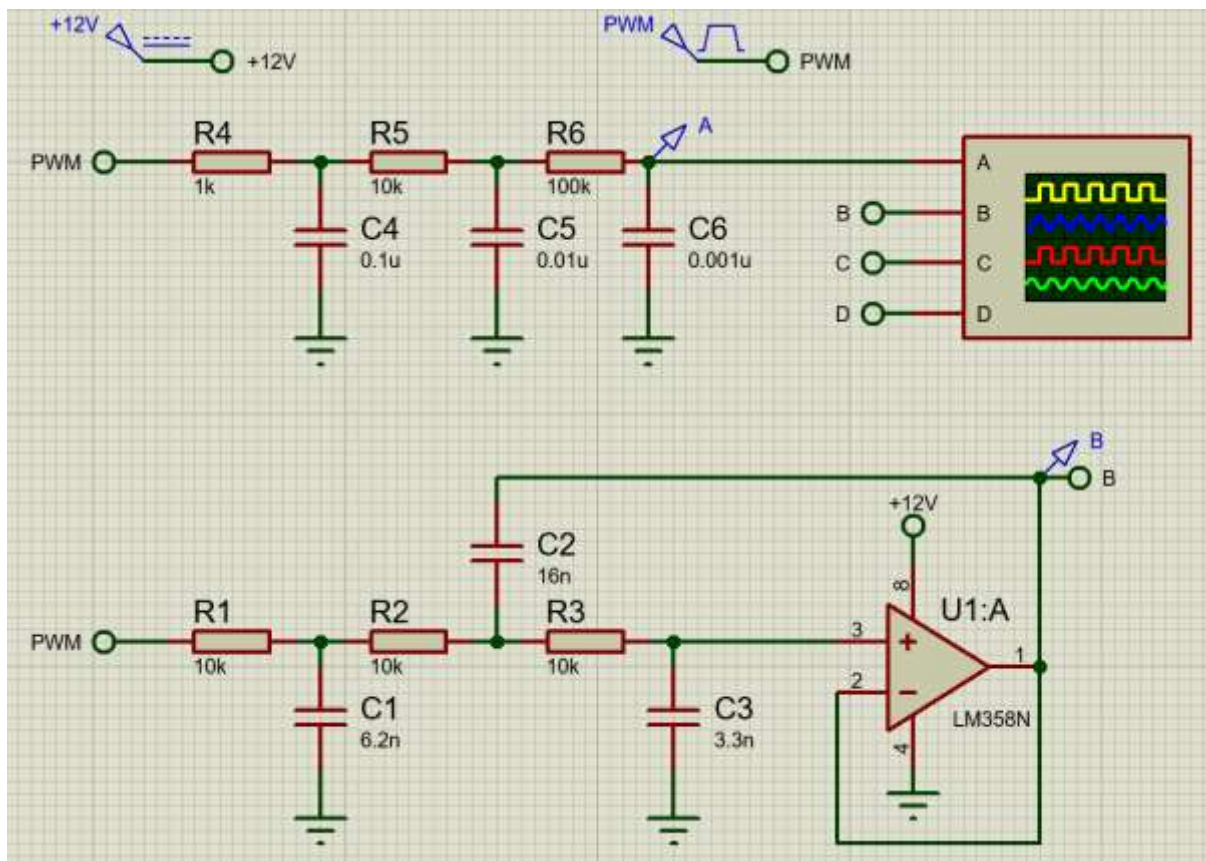 +12V
+12V
PWM
PWM
R4
R5
R6
A
PWM
1k
10k
100k
A
C4
C5
C6
B
B
0.1u
0.01u
0.001u
C
C
D
D
B
B
+12V
C2
16n
8
U1:A
R1
R2
R3
PWM
3
1
10k
10k
10k
2
C1
C3
LM358N
6.2n
3.3n
4